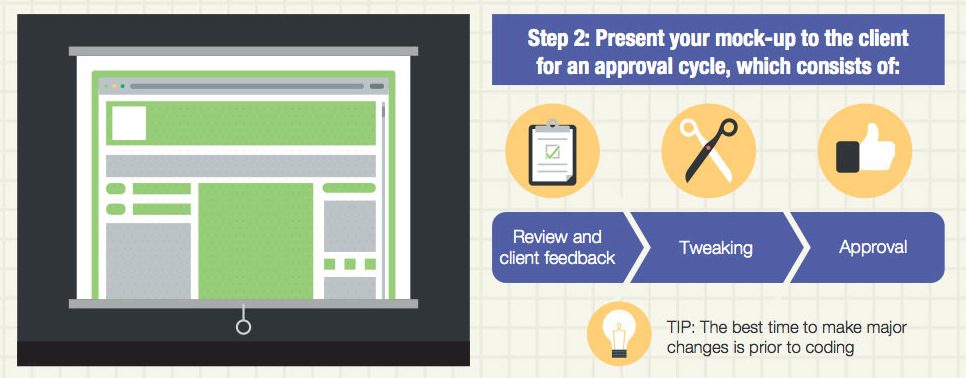 Step 2: Present your mock-up to the client
for an approval cycle, which consists of:
Review and
client feedback
Tweaking
Approval
TIP: The best time to make major
changes is prior to coding